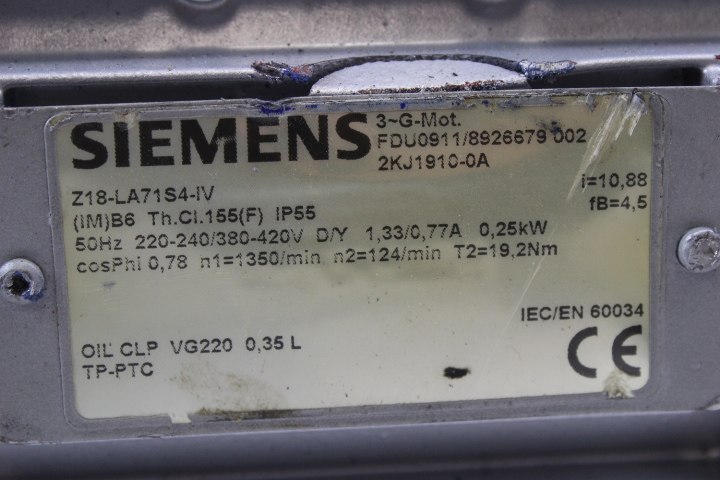 SIEMENS
3~G-Mot.
FDU0911/8926679 002
2KJ1910-0A
Z18-LA71S4-IV
i=10,88
(IM)B6 Th.Cl.155(F) IP55
fB=4,5
50Hz 220-240/380-420V D/Y 1,33/0,77A 0,25kW
cosPhi 0,78 n1=1350/min n2=124/min T2=19,2Nm
IEC/EN 60034
OIL CLP VG220 0,35 L
TP-PTC
CE